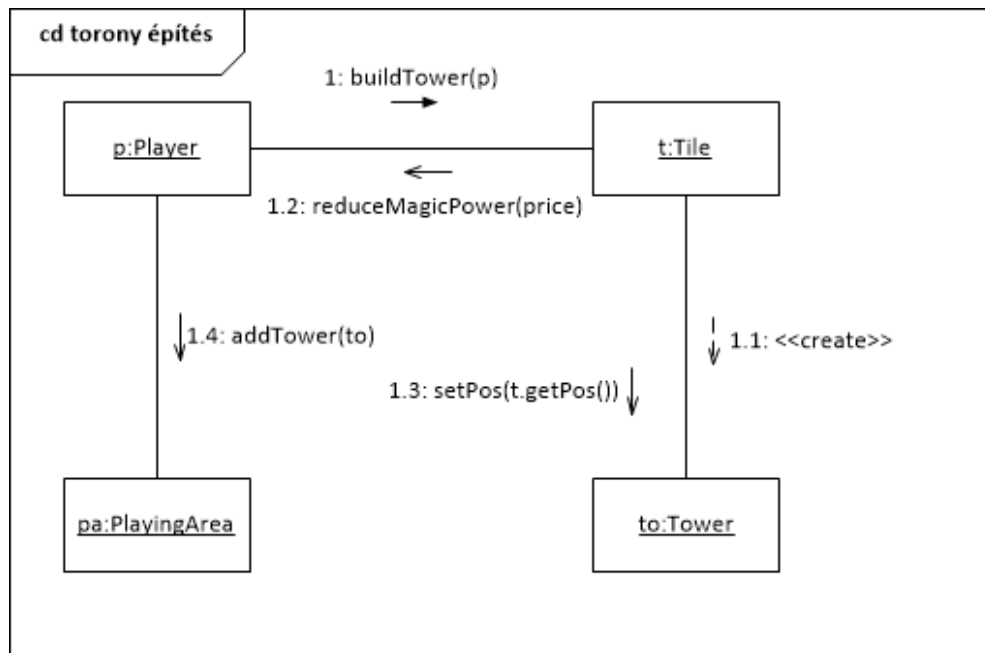 cd torony építés
1: buildTower(p)
p:Player
t:Tile
1.2: reduceMagicPower(price)
1.4: addTower(to)
1.1: <<create>>
1.3: setPos(t.getPos())
pa:PlayingArea
to:Tower